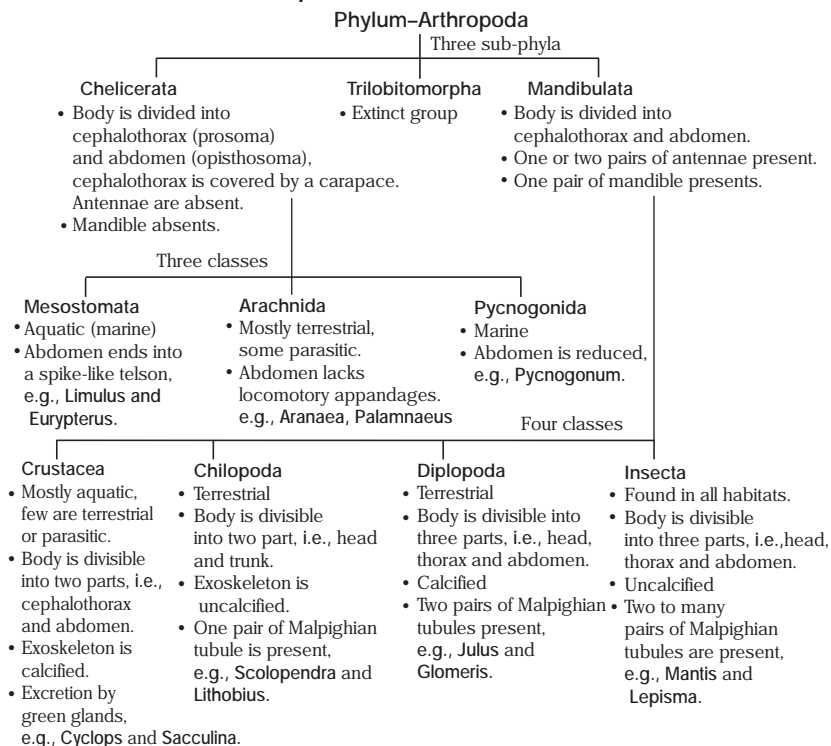 Phylum–Arthropoda
Three sub-phyla
Chelicerata
• Body is divided into
cephalothorax (prosoma)
and abdomen (opisthosoma),
cephalothorax is covered by a carapace.
Antennae are absent.
• Mandible absents.
Trilobitomorpha
• Extinct group
Mandibulata
• Body is divided into
cephalothorax and abdomen.
• One or two pairs of antennae present.
• One pair of mandible presents.
Three classes
Mesostomata
• Aquatic (marine)
• Abdomen ends into
a spike-like telson,
e.g., Limulus and
Eurypterus.
Arachnida
• Mostly terrestrial,
some parasitic.
• Abdomen lacks
locomotory appandages.
e.g., Aranaea, Palamnaeus
Pycnogonida
• Marine
• Abdomen is reduced,
e.g., Pycnogonum.
Four classes
Crustacea
• Mostly aquatic,
few are terrestrial
or parasitic.
• Body is divisible
into two parts, i.e.,
cephalothorax
and abdomen.
• Exoskeleton is
calcified.
• Excretion by
green glands,
e.g., Cyclops and Sacculina.
Chilopoda
• Terrestrial
• Body is divisible
into two part, i.e., head
and trunk.
• Exoskeleton is
uncalcified.
• One pair of Malpighian
tubule is present,
e.g., Scolopendra and
Lithobius.
Diplopoda
• Terrestrial
• Body is divisible into
three parts, i.e., head,
thorax and abdomen.
• Calcified
• Two pairs of Malpighian
tubules present,
e.g., Julus and
Glomeris.
Insecta
• Found in all habitats.
• Body is divisible
into three parts, i.e.,head,
thorax and abdomen.
• Uncalcified
• Two to many
pairs of Malpighian
tubules are present,
e.g., Mantis and
Lepisma.